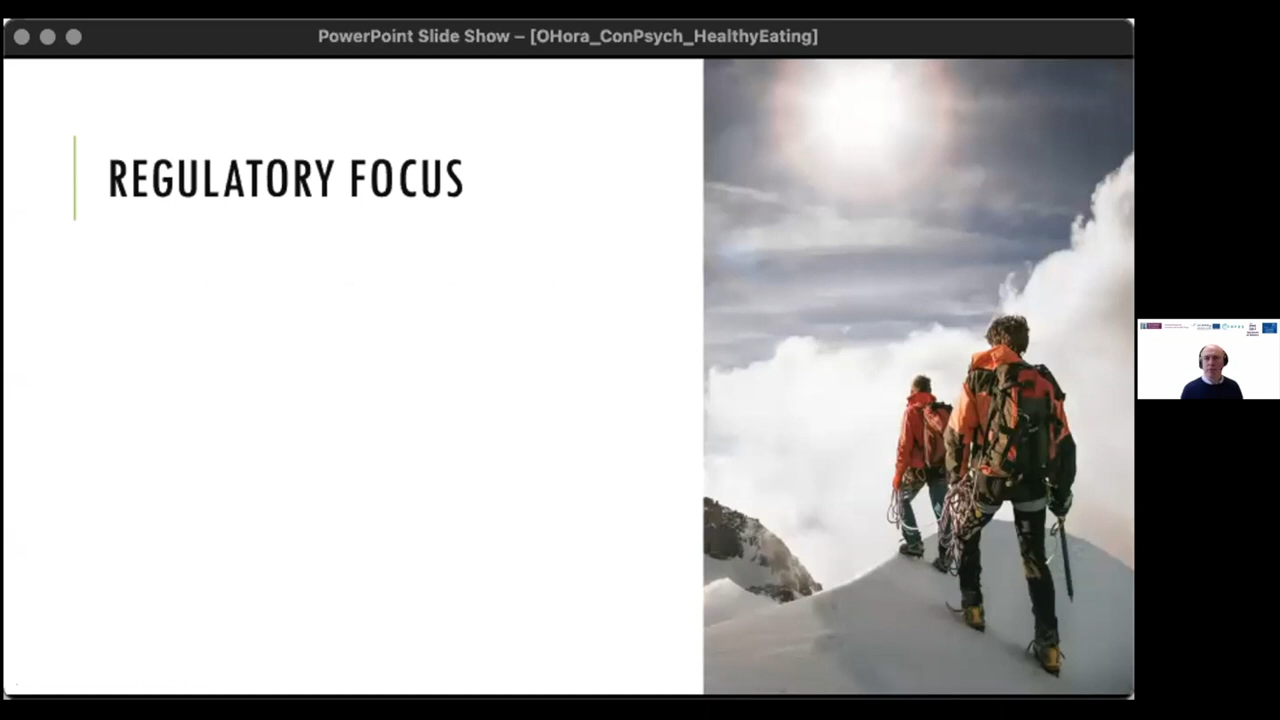 PowerPoint Slide Show – [OHora_ConPsych_HealthyEating]
REGULATORY FOCUS